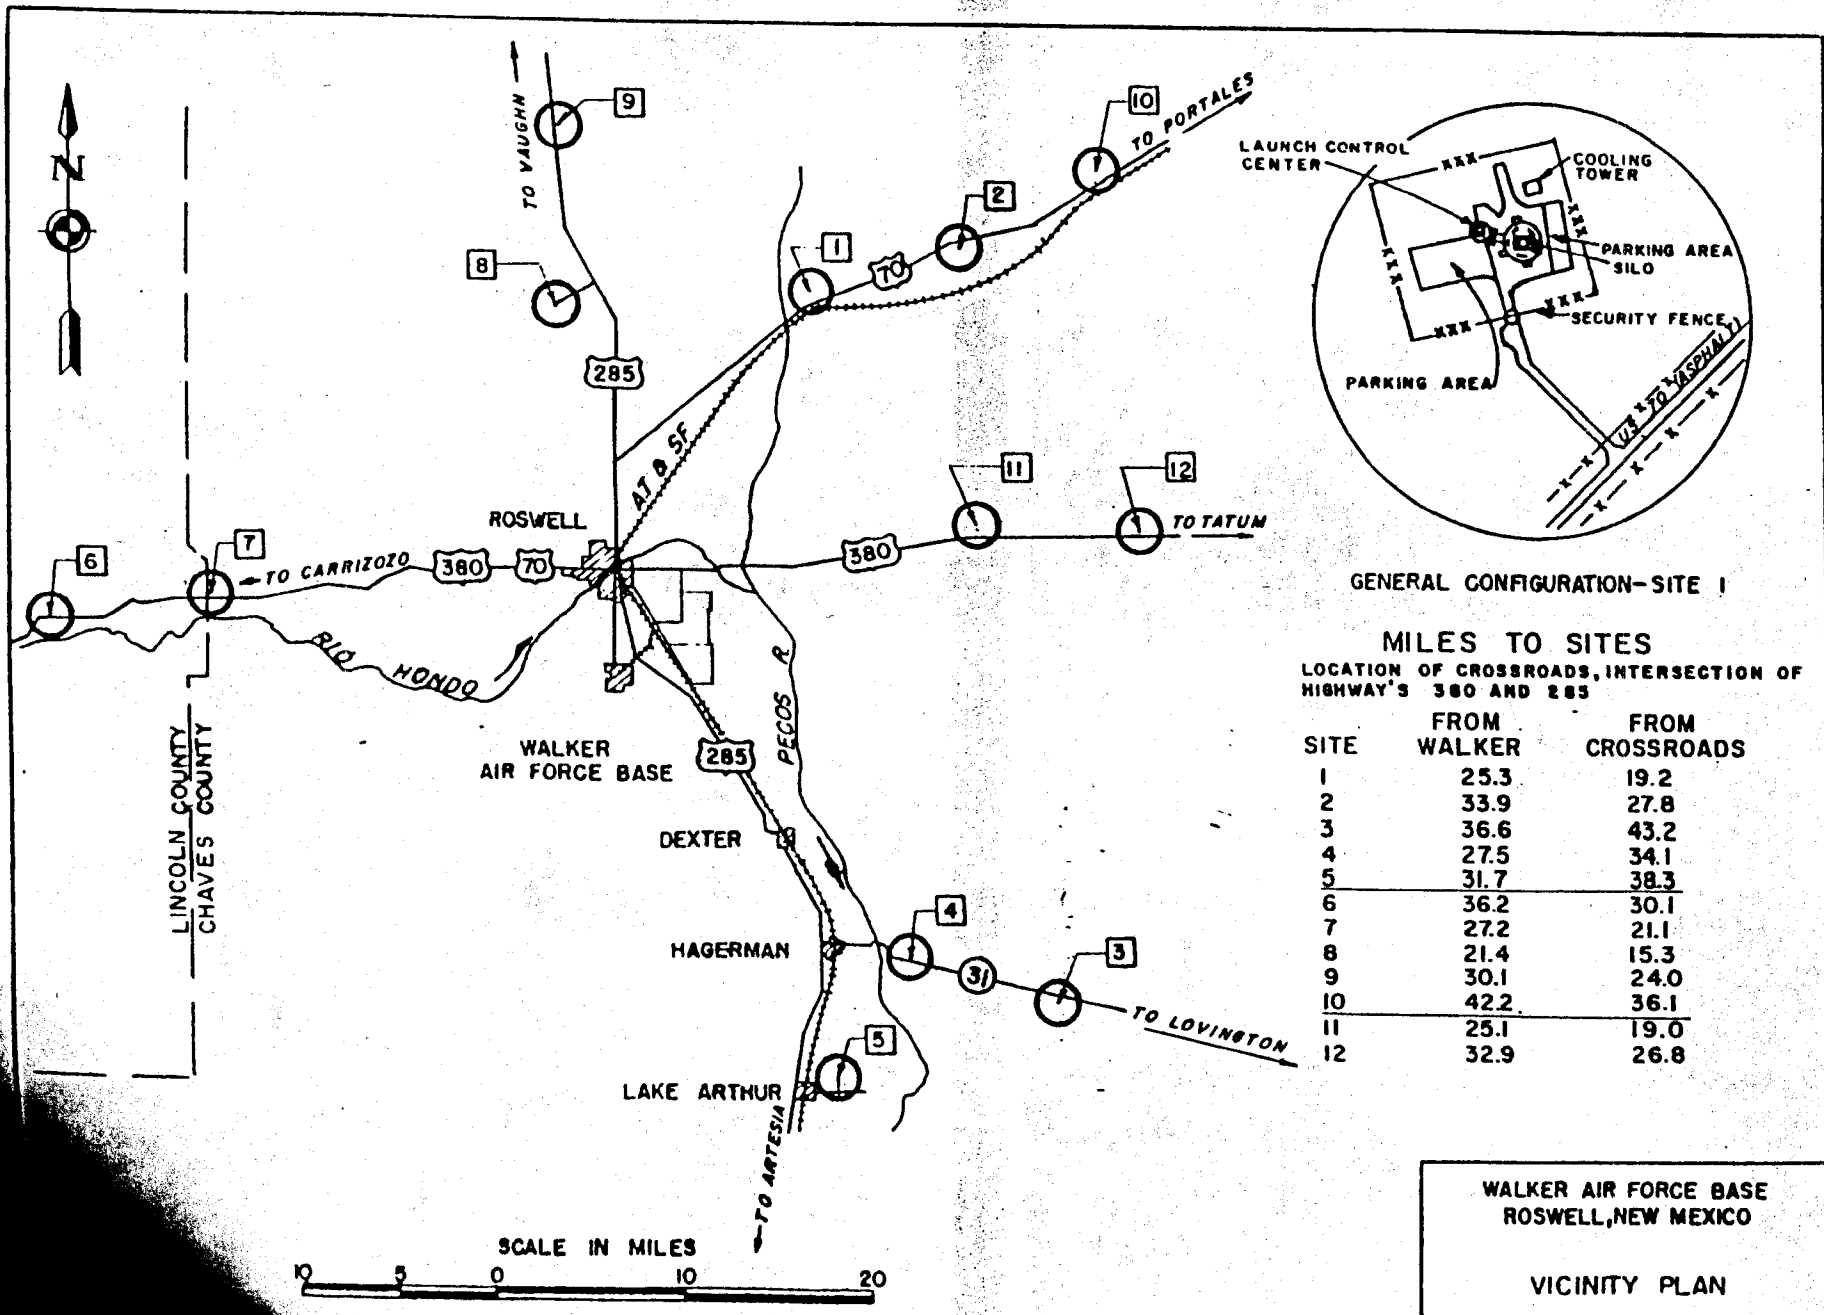 N
TO VAUGHN
9
10
TO PORTALES
2
1
8
70
285
AT & SF
11
12
ROSWELL
TO TATUM
7
6
TO CARRIZOZO
380
70
380
RIO HONDO
PECOS R.
LINCOLN COUNTY
CHAVES COUNTY
WALKER
AIR FORCE BASE
285
DEXTER
HAGERMAN
4
31
3
TO LOVINGTON
5
LAKE ARTHUR
TO ARTESIA
SCALE IN MILES
10 5 0 10 20
LAUNCH CONTROL
CENTER
COOLING
TOWER
PARKING AREA
SILO
SECURITY FENCE
PARKING AREA
U S 70 (ASPHALT)
XXX
XXX
XXX
XXX
XXX
GENERAL CONFIGURATION-SITE 1
MILES TO SITES
LOCATION OF CROSSROADS, INTERSECTION OF
HIGHWAY'S 380 AND 285
FROM FROM
SITE WALKER CROSSROADS
1 25.3 19.2
2 33.9 27.8
3 36.6 43.2
4 27.5 34.1
5 31.7 38.3
6 36.2 30.1
7 27.2 21.1
8 21.4 15.3
9 30.1 24.0
10 42.2 36.1
11 25.1 19.0
12 32.9 26.8
WALKER AIR FORCE BASE
ROSWELL, NEW MEXICO
VICINITY PLAN